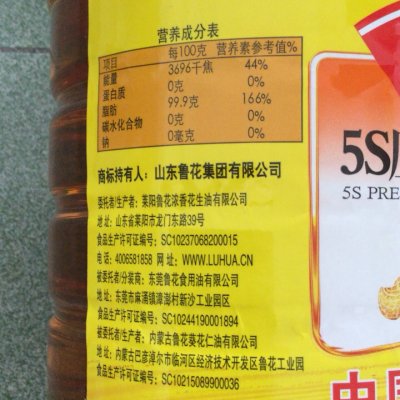 营养成分表
项目 每100克 营养素参考值%
能量 3696千焦 44%
蛋白质 0克 0%
脂肪 99.9克 166%
碳水化合物 0克 0%
钠 0毫克 0%
商标持有人：山东鲁花集团有限公司
委托者/生产者：莱阳鲁花浓香花生油有限公司
地 址：山东省莱阳市龙门东路39号
食品生产许可证编号：SC10237068200015
电 话：4006581858 网 址：WWW.LUHUA.CN
被委托者/分装商：东莞鲁花食用油有限公司
地 址：东莞市麻涌镇漳澎村新沙工业园区
食品生产许可证编号：SC10244190001894
被委托者/生产者：内蒙古鲁花葵花仁油有限公司
地 址：内蒙古巴彦淖尔市临河区经济技术开发区鲁花工业园
食品生产许可证编号：SC10215089900036
5S
5S PRE
中国